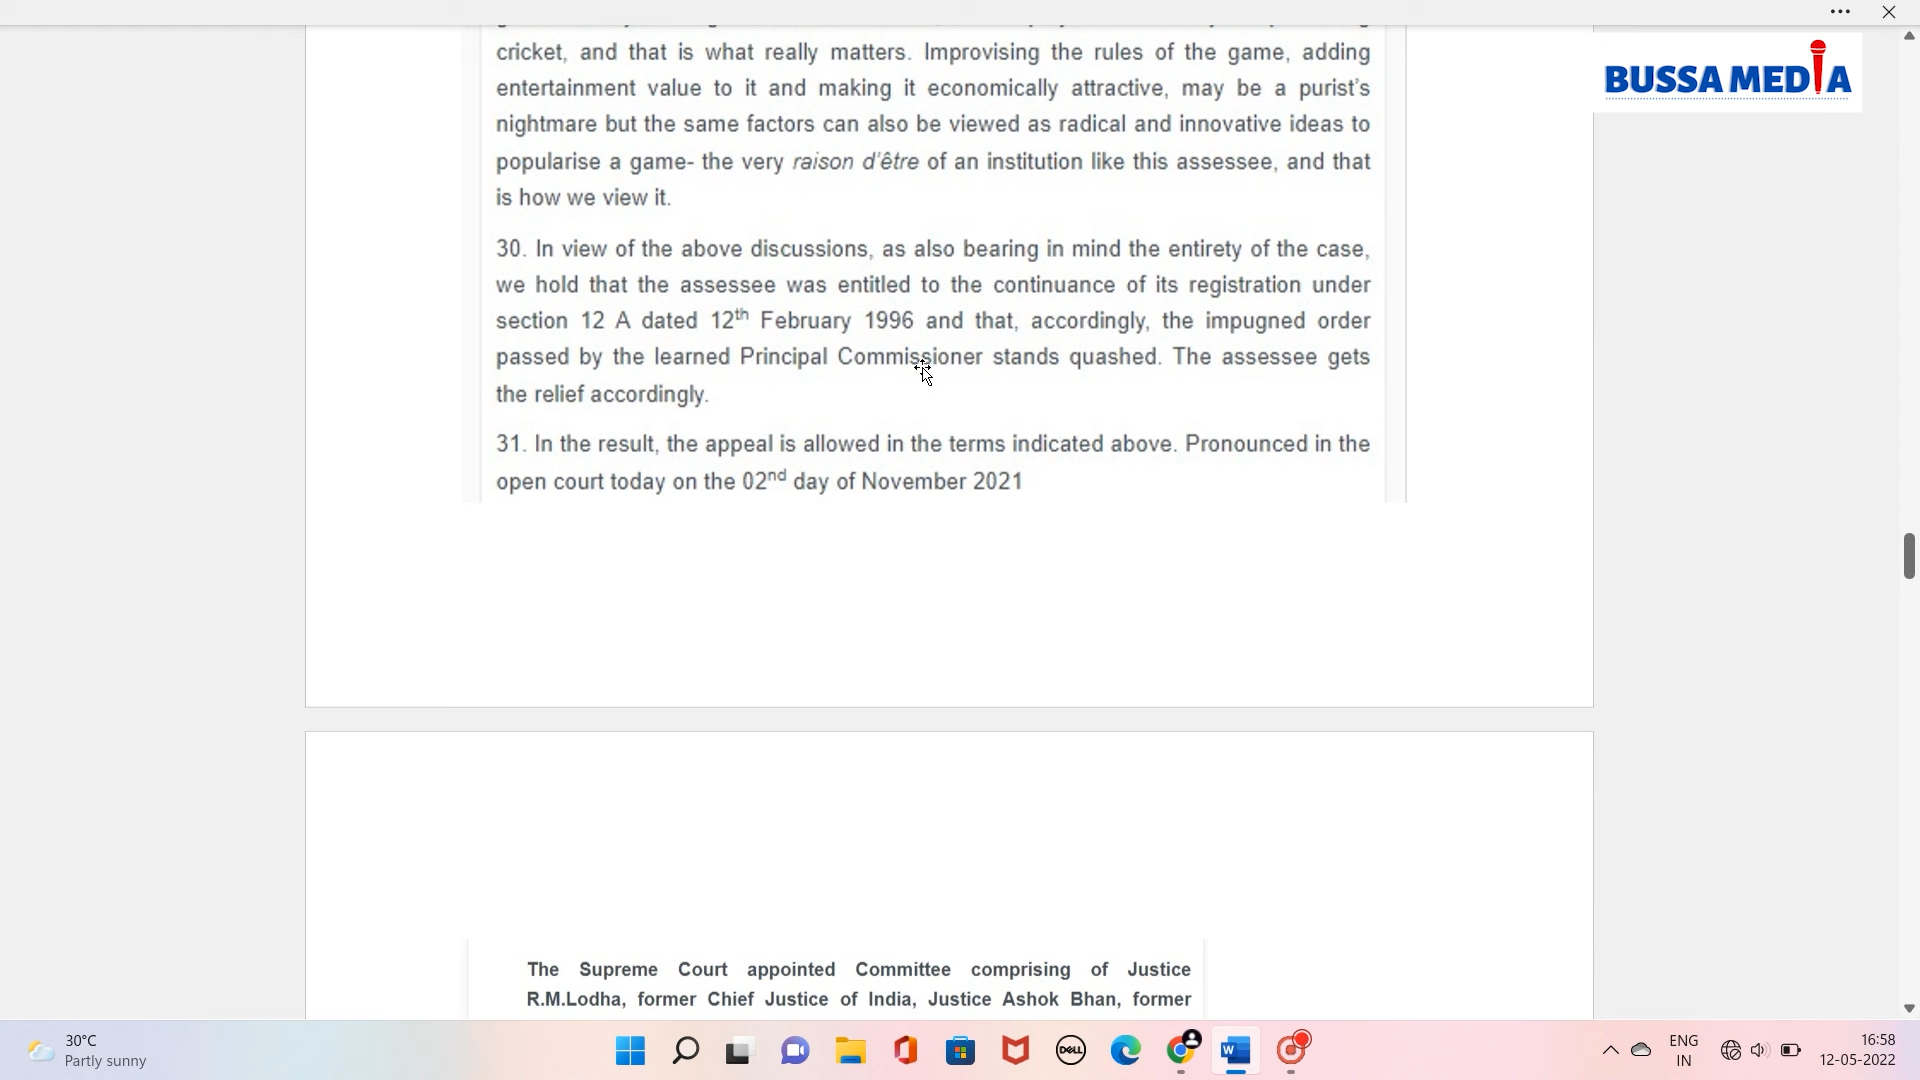 BUSSA MEDIA
cricket, and that is what really matters. Improvising the rules of the game, adding
entertainment value to it and making it economically attractive, may be a purist's
nightmare but the same factors can also be viewed as radical and innovative ideas to
popularise a game- the very raison d'être of an institution like this assessee, and that
is how we view it.
30. In view of the above discussions, as also bearing in mind the entirety of the case,
we hold that the assessee was entitled to the continuance of its registration under
section 12 A dated 12th February 1996 and that, accordingly, the impugned order
passed by the learned Principal Commissioner stands quashed. The assessee gets
the relief accordingly.
31. In the result, the appeal is allowed in the terms indicated above. Pronounced in the
open court today on the 02nd day of November 2021
The Supreme Court appointed Committee comprising of Justice
R.M.Lodha, former Chief Justice of India, Justice Ashok Bhan, former
30°C
Partly sunny
DELL
W
ENG
IN
16:58
12-05-2022